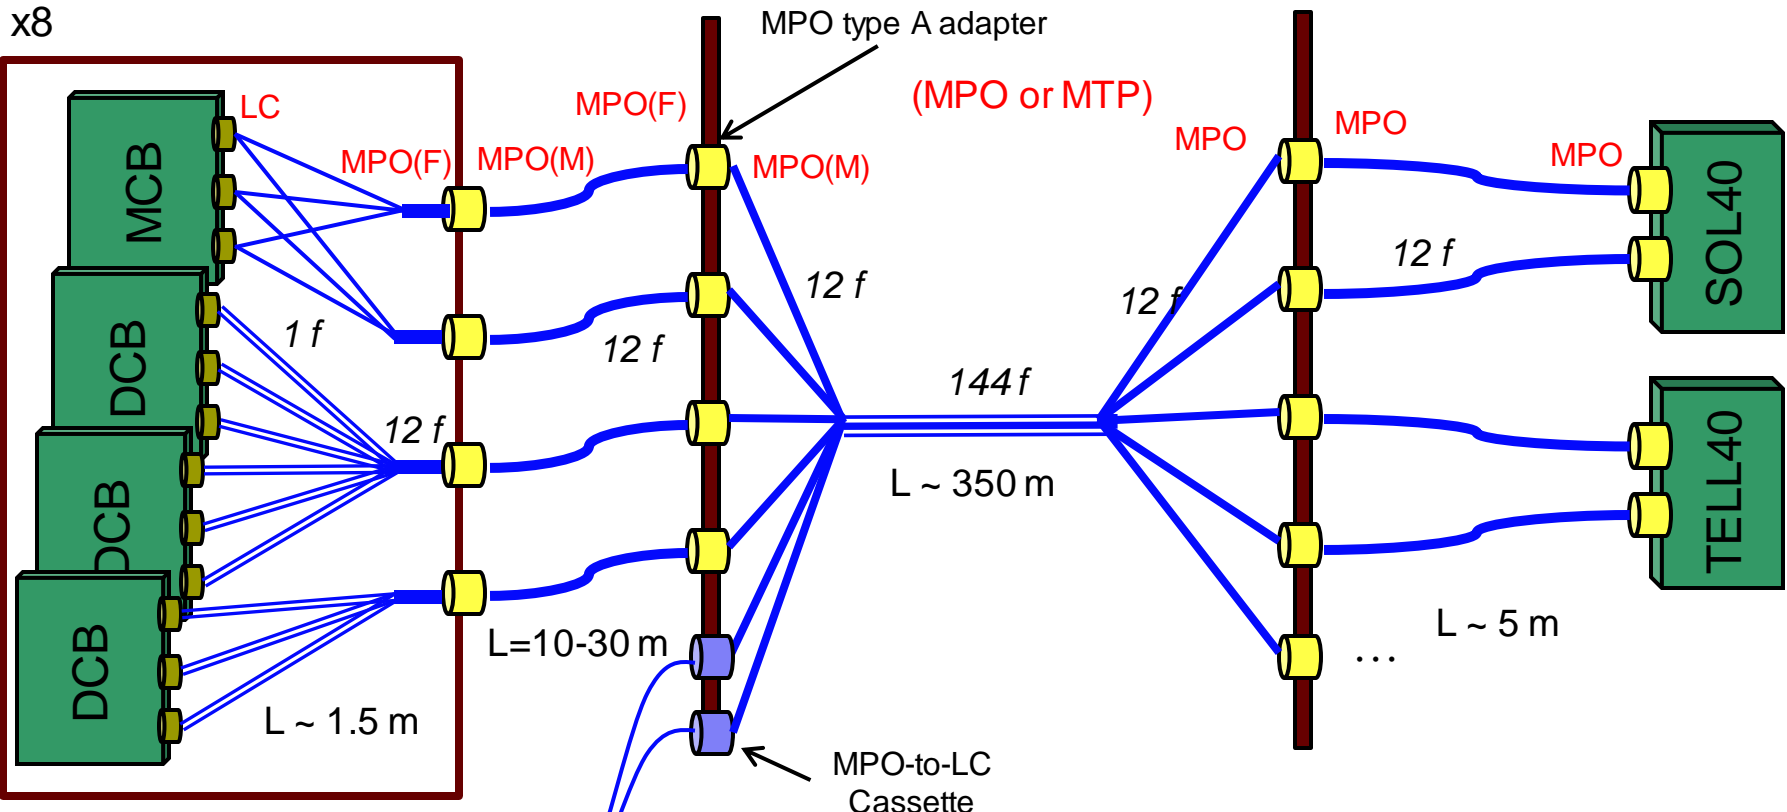 x8
MPO type A adapter
(MPO or MTP)
LC
MPO(F)
MPO(F)
MPO(M)
MPO(M)
MPO
MPO
MPO
MCB
DCB
DCB
DCB
1 f
12 f
12 f
12 f
144 f
12 f
12 f
SOL40
TELL40
L ~ 1.5 m
L=10-30 m
L ~ 350 m
L ~ 5 m
...
MPO-to-LC
Cassette